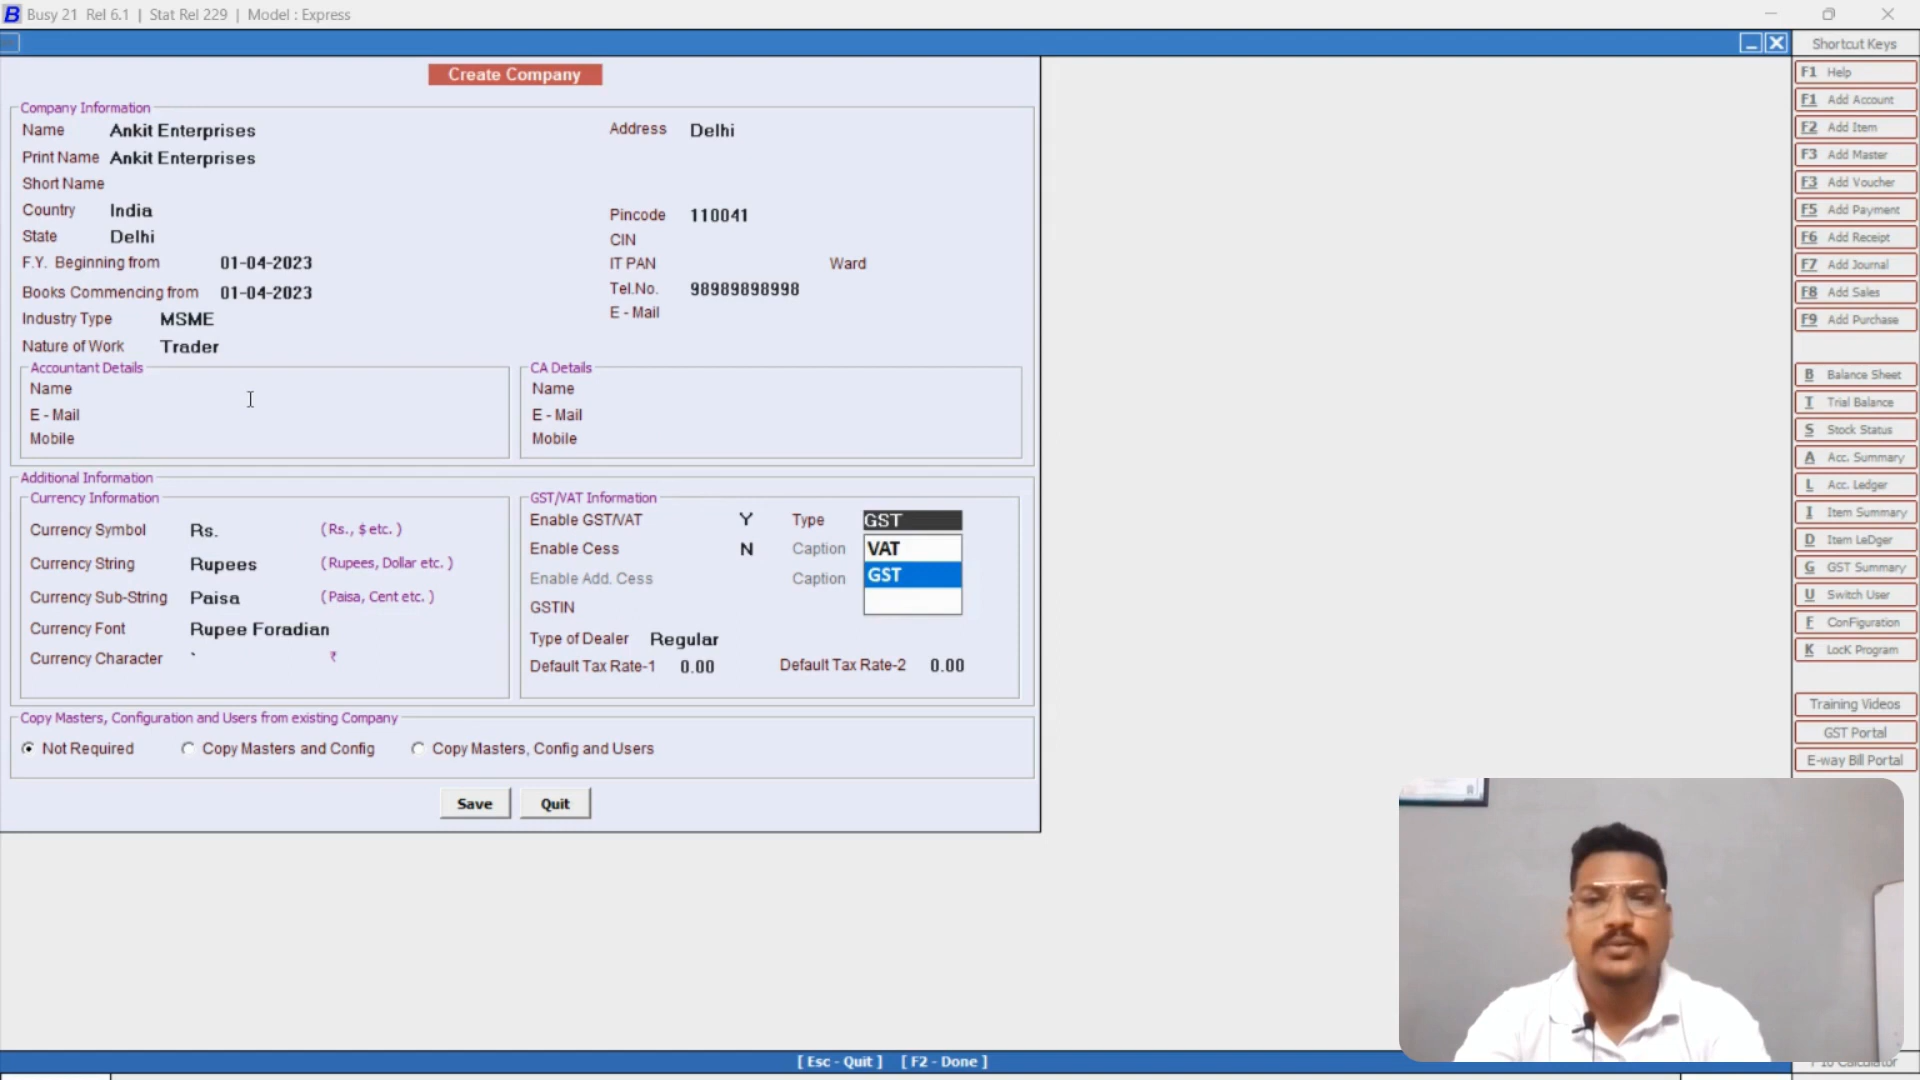 Busy 21 Rel 6.1 | Stat Rel 229 | Model : Express
Shortcut Keys
Create Company
Company Information
Name Ankit Enterprises
Print Name Ankit Enterprises
Short Name
Country India
State Delhi
F.Y. Beginning from 01-04-2023
Books Commencing from 01-04-2023
Industry Type MSME
Nature of Work Trader
Address Delhi
Pincode 110041
CIN
IT PAN Ward
Tel.No. 98989898998
E - Mail
Accountant Details
Name
E - Mail
Mobile
CA Details
Name
E - Mail
Mobile
Additional Information
Currency Information
Currency Symbol Rs. (Rs., $ etc. )
Currency String Rupees (Rupees, Dollar etc. )
Currency Sub-String Paisa (Paisa, Cent etc. )
Currency Font Rupee Foradian
Currency Character ` ₹
GST/VAT Information
Enable GST/VAT Y Type GST
Enable Cess N Caption
Enable Add. Cess Caption
VAT
GST
GSTIN
Type of Dealer Regular
Default Tax Rate-1 0.00 Default Tax Rate-2 0.00
Copy Masters, Configuration and Users from existing Company
Not Required Copy Masters and Config Copy Masters, Config and Users
Save Quit
F1 Help
F1 Add Account
F2 Add Item
F3 Add Master
F3 Add Voucher
F5 Add Payment
F6 Add Receipt
F7 Add Journal
F8 Add Sales
F9 Add Purchase
B Balance Sheet
T Trial Balance
S Stock Status
A Acc. Summary
L Acc. Ledger
I Item Summary
D Item LeDger
G GST Summary
U Switch User
F ConFiguration
K LocK Program
Training Videos
GST Portal
E-way Bill Portal
[ Esc - Quit ] [ F2 - Done ]